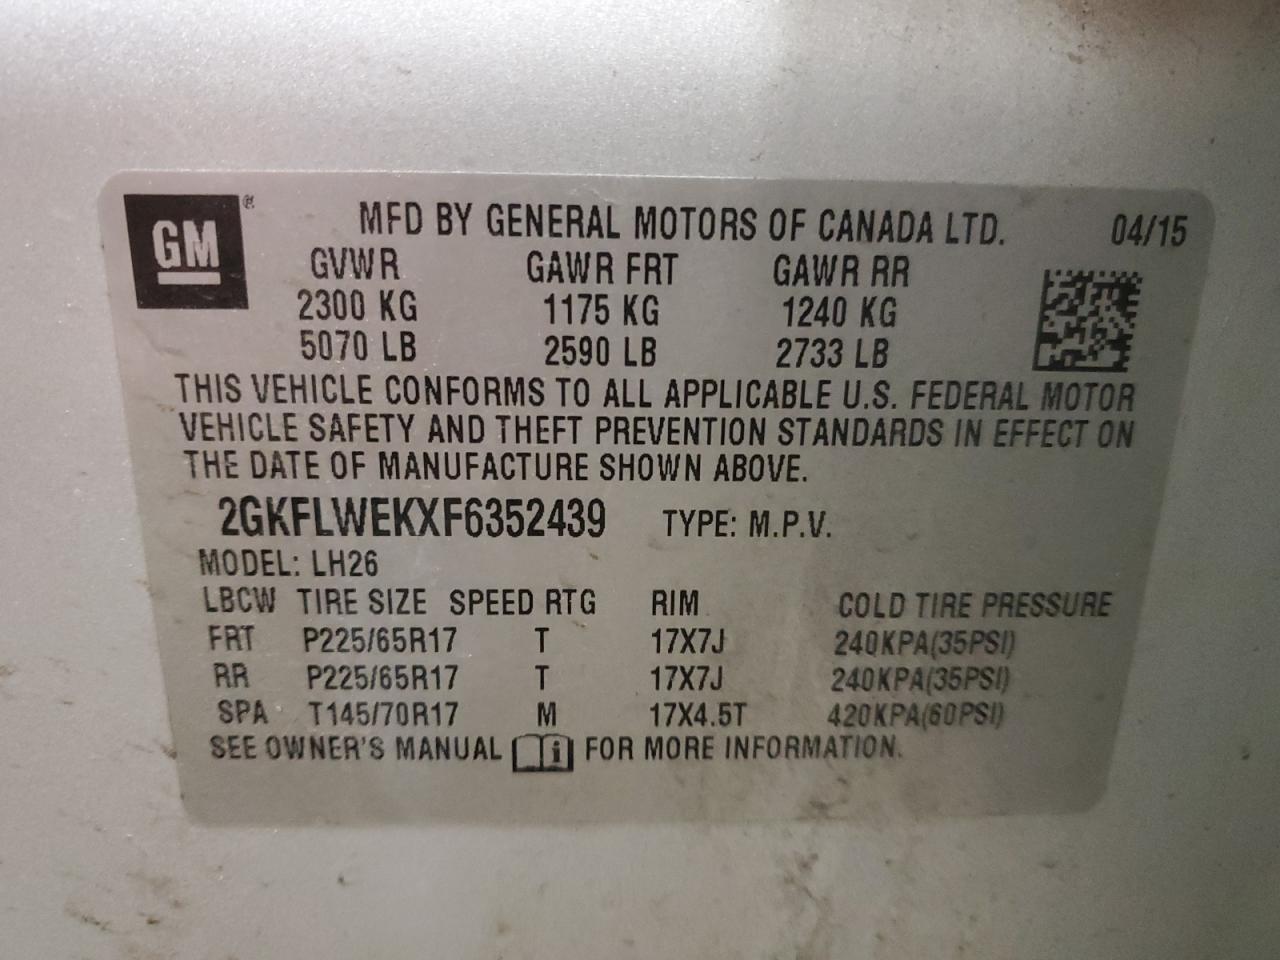 GM ®
MFD BY GENERAL MOTORS OF CANADA LTD. 04/15
GVWR GAWR FRT GAWR RR
2300 KG 1175 KG 1240 KG
5070 LB 2590 LB 2733 LB
THIS VEHICLE CONFORMS TO ALL APPLICABLE U.S. FEDERAL MOTOR
VEHICLE SAFETY AND THEFT PREVENTION STANDARDS IN EFFECT ON
THE DATE OF MANUFACTURE SHOWN ABOVE.
2GKFLWEKXF6352439 TYPE: M.P.V.
MODEL: LH26
LBCW TIRE SIZE SPEED RTG RIM COLD TIRE PRESSURE
FRT P225/65R17 T 17X7J 240KPA(35PSI)
RR P225/65R17 T 17X7J 240KPA(35PSI)
SPA T145/70R17 M 17X4.5T 420KPA(60PSI)
SEE OWNER'S MANUAL i FOR MORE INFORMATION.